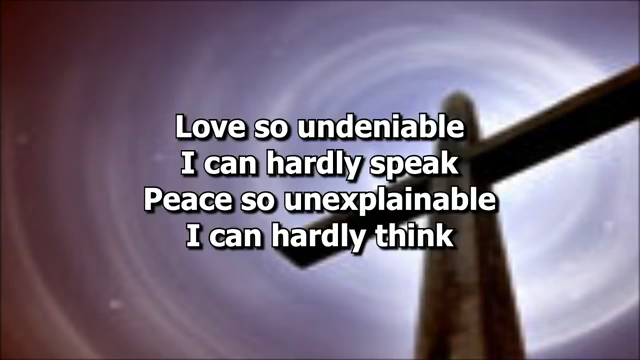 Love so undeniable
I can hardly speak
Peace so unexplainable
I can hardly think